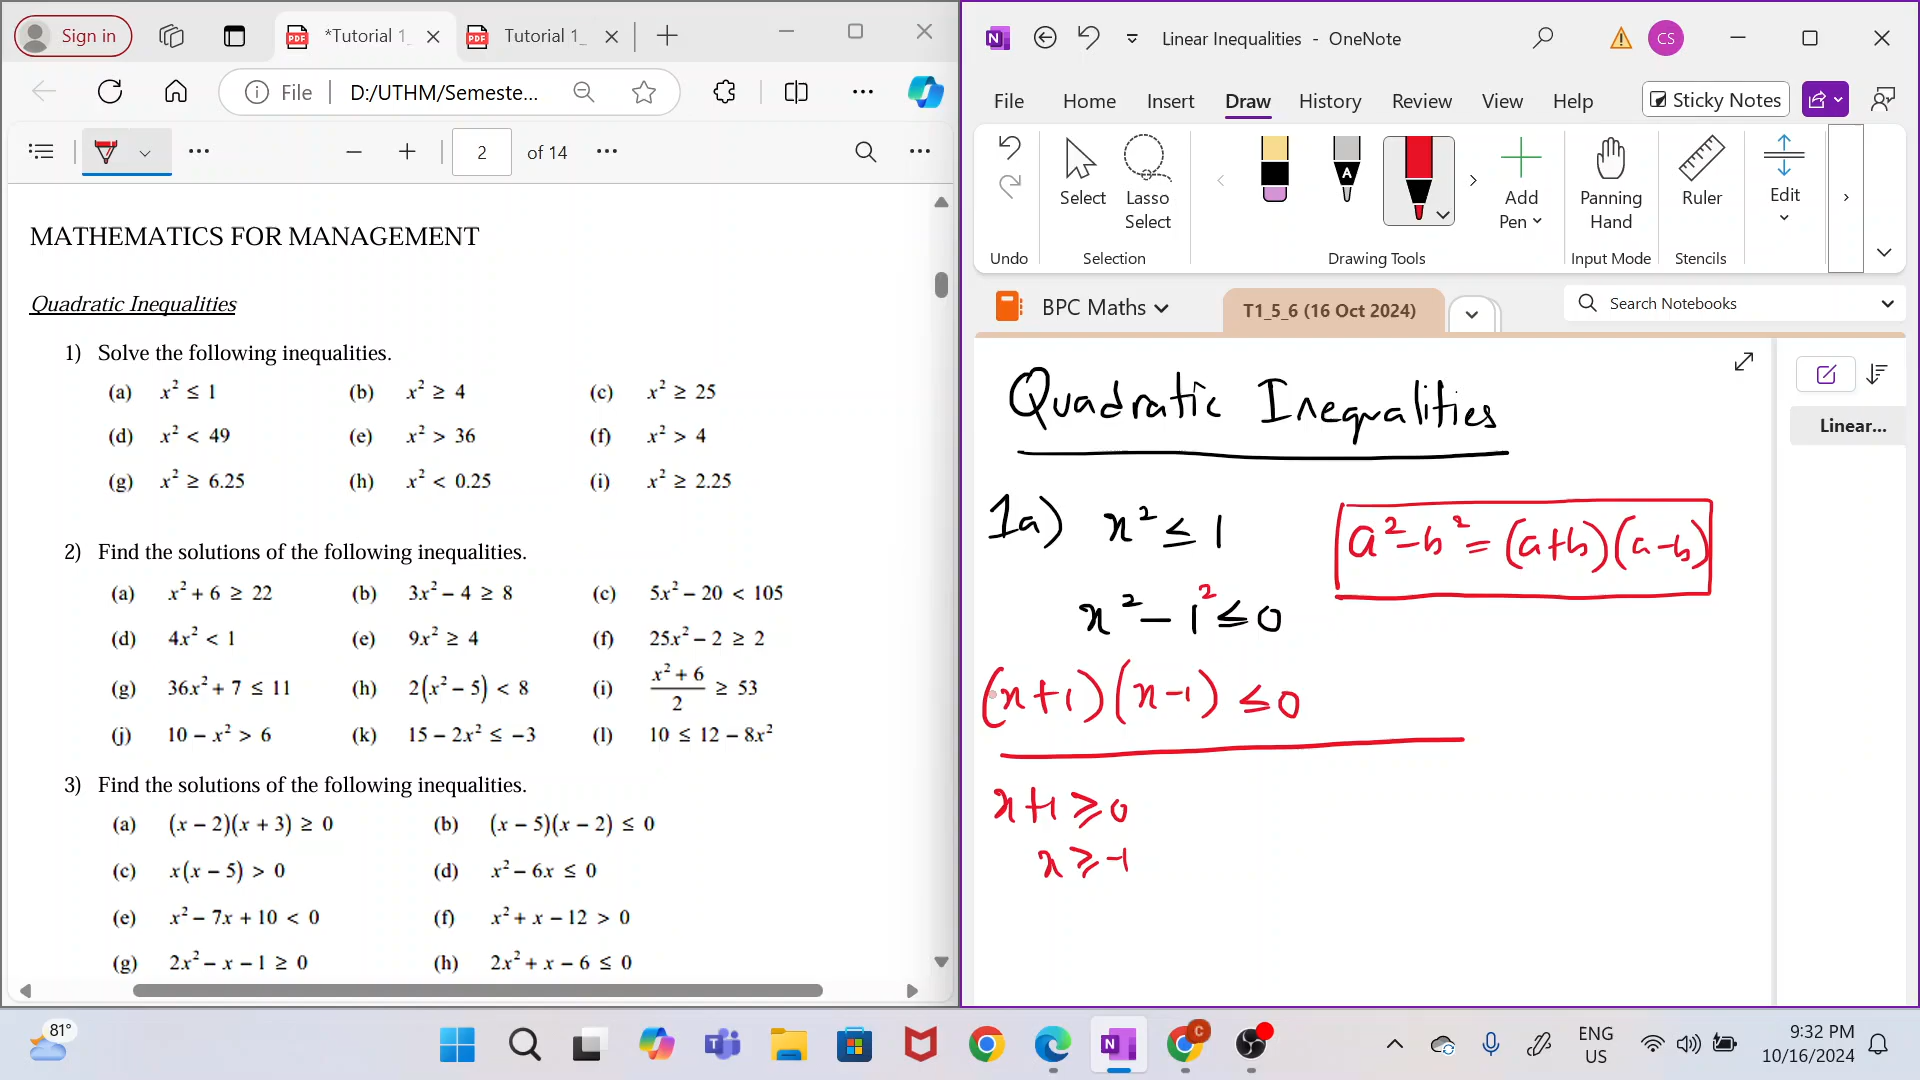 Sign in
*Tutorial 1_
Tutorial 1_
File
D:/UTHM/Semeste...
2 of 14
MATHEMATICS FOR MANAGEMENT
Quadratic Inequalities
1) Solve the following inequalities.
(a) x² ≤ 1 (b) x² ≥ 4 (c) x² ≥ 25
(d) x² < 49 (e) x² > 36 (f) x² > 4
(g) x² ≥ 6.25 (h) x² < 0.25 (i) x² ≥ 2.25
2) Find the solutions of the following inequalities.
(a) x² + 6 ≥ 22 (b) 3x² − 4 ≥ 8 (c) 5x² − 20 < 105
(d) 4x² < 1 (e) 9x² ≥ 4 (f) 25x² − 2 ≥ 2
(g) 36x² + 7 ≤ 11 (h) 2(x² − 5) < 8 (i) (x² + 6)/2 ≥ 53
(j) 10 − x² > 6 (k) 15 − 2x² ≤ −3 (l) 10 ≤ 12 − 8x²
3) Find the solutions of the following inequalities.
(a) (x − 2)(x + 3) ≥ 0 (b) (x − 5)(x − 2) ≤ 0
(c) x(x − 5) > 0 (d) x² − 6x ≤ 0
(e) x² − 7x + 10 < 0 (f) x² + x − 12 > 0
(g) 2x² − x − 1 ≥ 0 (h) 2x² + x − 6 ≤ 0
Linear Inequalities - OneNote
CS
File Home Insert Draw History Review View Help Sticky Notes
A
Select Lasso Select Add Pen Panning Hand Ruler Edit
Undo Selection Drawing Tools Input Mode Stencils
BPC Maths
T1_5_6 (16 Oct 2024)
Search Notebooks
Linear...
Quadratic Inequalities
1a) x² ≤ 1
a² − b² = (a+b)(a−b)
x² − 1² ≤ 0
(x+1)(x−1) ≤ 0
x+1 ≥ 0
x ≥ −1
81°
ENG
US
9:32 PM
10/16/2024